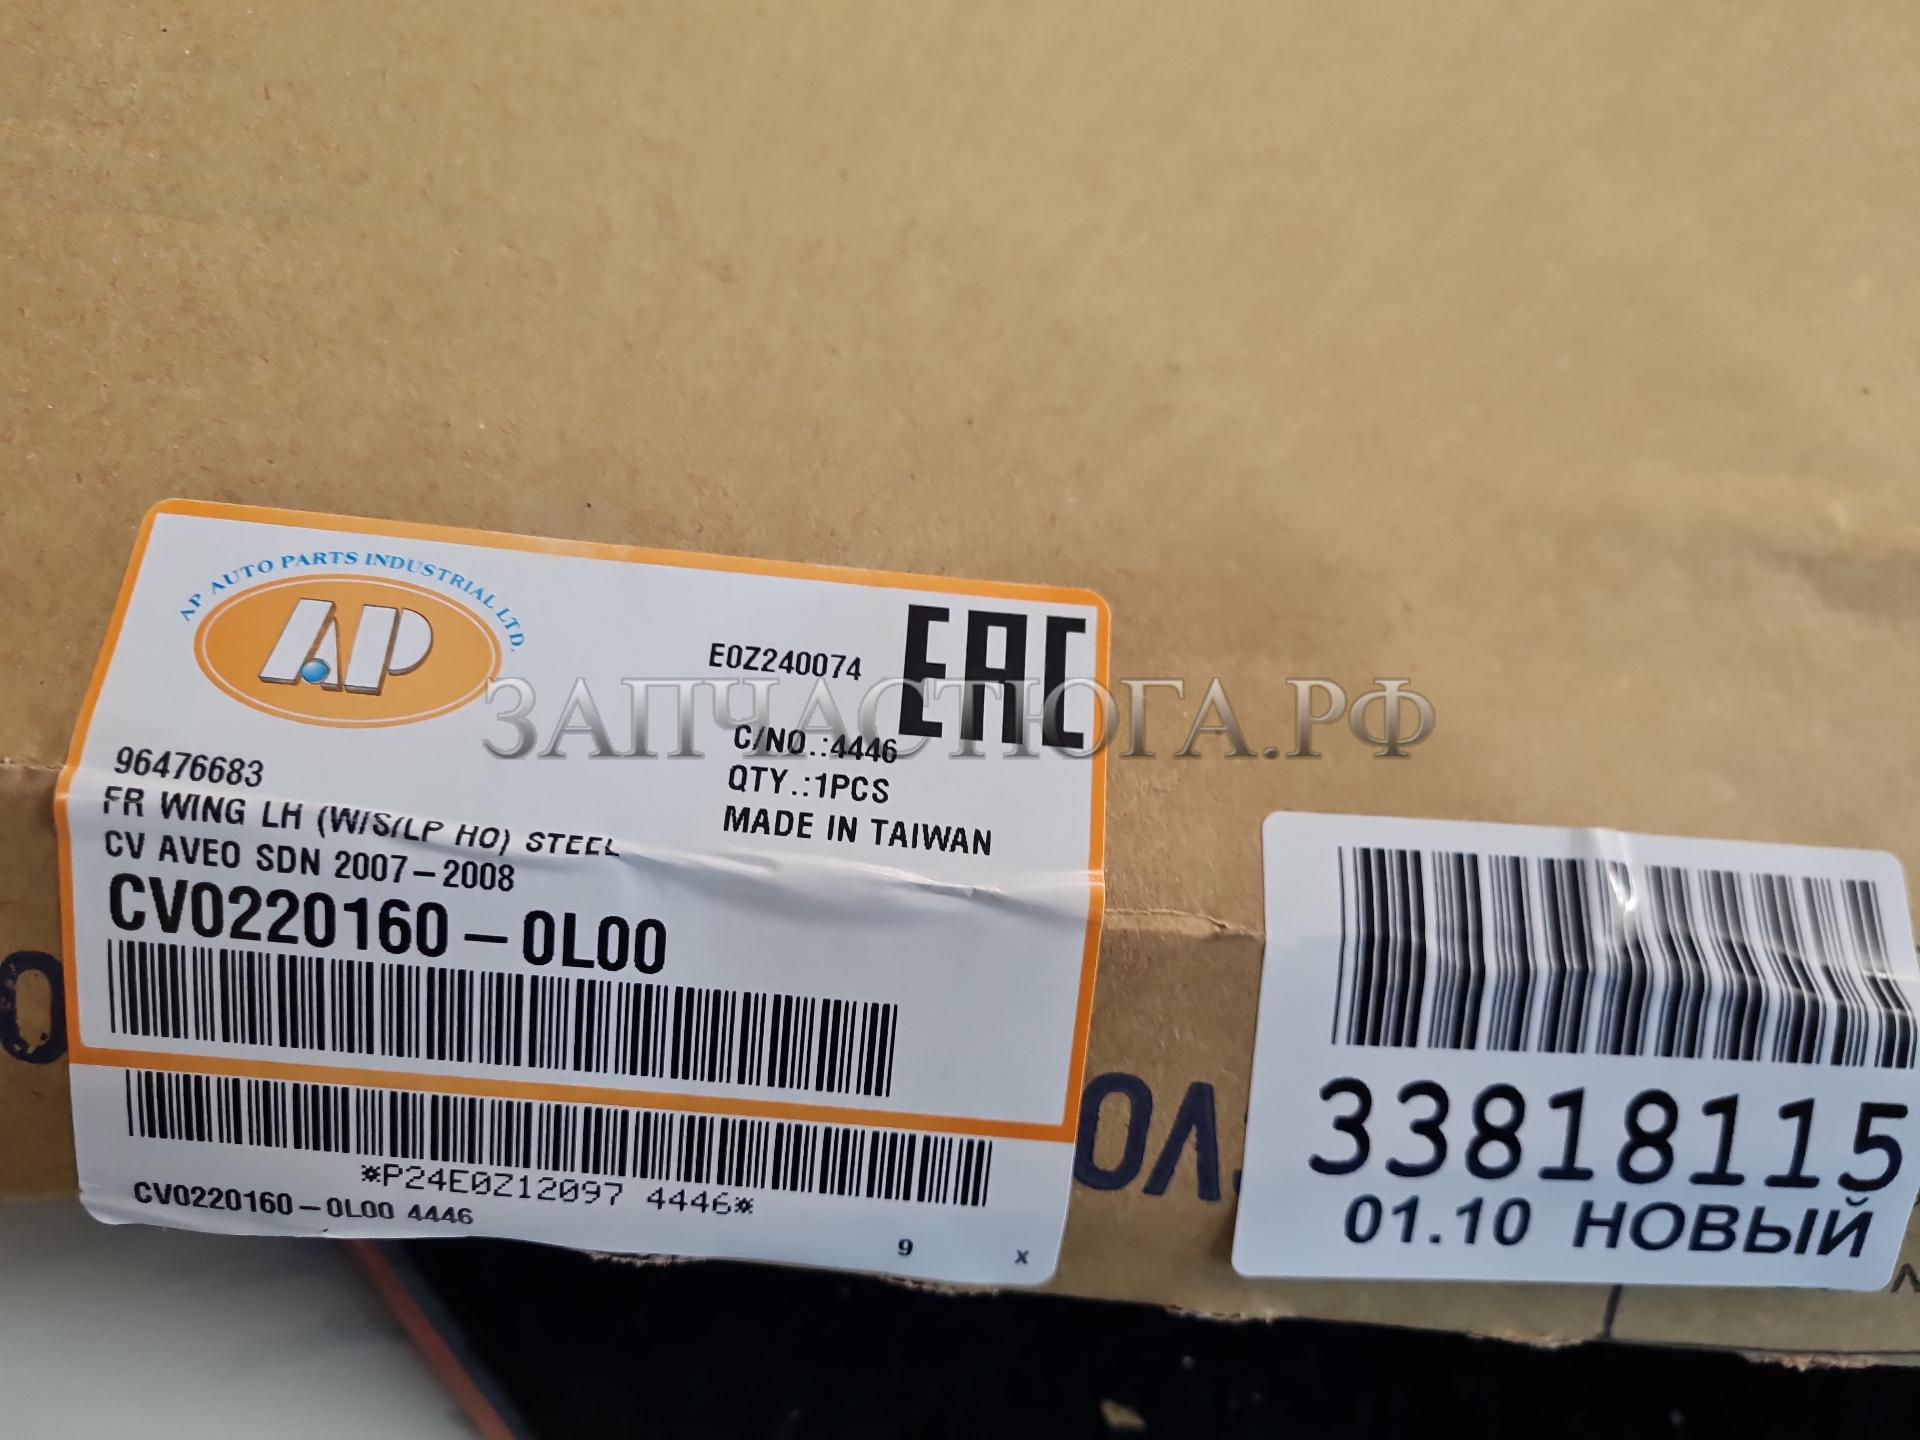 AP AUTO PARTS INDUSTRIAL LTD.
AP
E0Z240074
EAC
ЗАПЧАСТЮГА.РФ
C/NO.:4446
QTY.:1PCS
MADE IN TAIWAN
96476683
FR WING LH (W/S/LP HO) STEEL
CV AVEO SDN 2007-2008
CV0220160-0L00
*P24E0Z12097 4446*
CV0220160-0L00 4446
9 x
33818115
01.10 НОВЫЙ